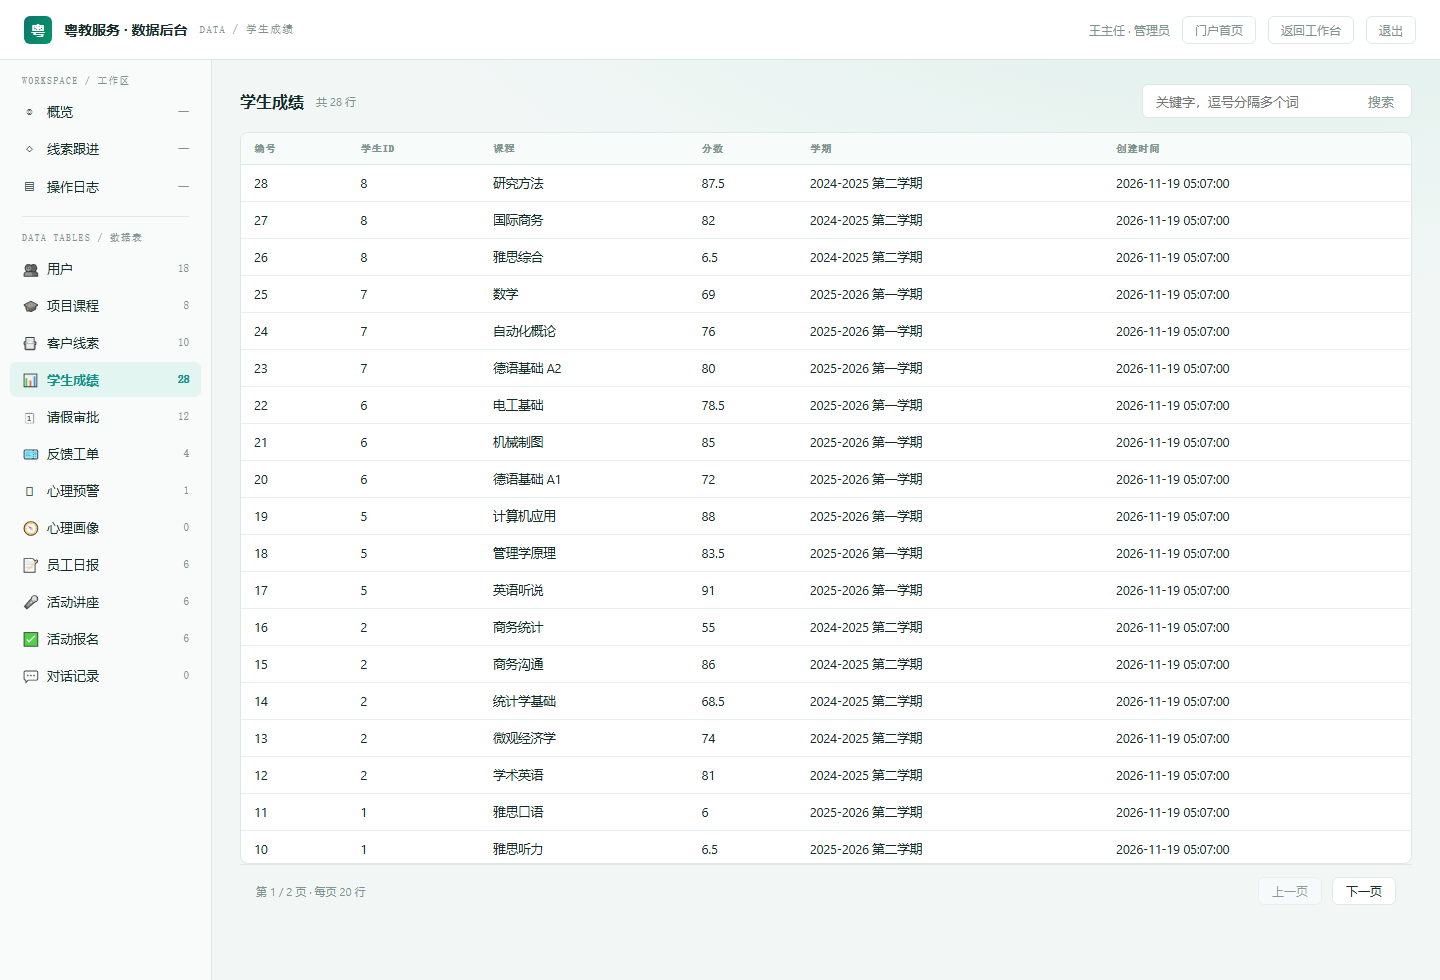 粤 粤教服务 · 数据后台 DATA / 学生成绩 王主任 · 管理员 门户首页 返回工作台 退出
WORKSPACE / 工作区
概览 —
线索跟进 —
操作日志 —
DATA TABLES / 数据表
用户 18
项目课程 8
客户线索 10
学生成绩 28
请假审批 12
反馈工单 4
心理预警 1
心理画像 0
员工日报 6
活动讲座 6
活动报名 6
对话记录 0
学生成绩 共 28 行 关键字，逗号分隔多个词 搜索
编号 学生ID 课程 分数 学期 创建时间
28 8 研究方法 87.5 2024-2025 第二学期 2026-11-19 05:07:00
27 8 国际商务 82 2024-2025 第二学期 2026-11-19 05:07:00
26 8 雅思综合 6.5 2024-2025 第二学期 2026-11-19 05:07:00
25 7 数学 69 2025-2026 第一学期 2026-11-19 05:07:00
24 7 自动化概论 76 2025-2026 第一学期 2026-11-19 05:07:00
23 7 德语基础 A2 80 2025-2026 第一学期 2026-11-19 05:07:00
22 6 电工基础 78.5 2025-2026 第一学期 2026-11-19 05:07:00
21 6 机械制图 85 2025-2026 第一学期 2026-11-19 05:07:00
20 6 德语基础 A1 72 2025-2026 第一学期 2026-11-19 05:07:00
19 5 计算机应用 88 2025-2026 第一学期 2026-11-19 05:07:00
18 5 管理学原理 83.5 2025-2026 第一学期 2026-11-19 05:07:00
17 5 英语听说 91 2025-2026 第一学期 2026-11-19 05:07:00
16 2 商务统计 55 2024-2025 第二学期 2026-11-19 05:07:00
15 2 商务沟通 86 2024-2025 第二学期 2026-11-19 05:07:00
14 2 统计学基础 68.5 2024-2025 第二学期 2026-11-19 05:07:00
13 2 微观经济学 74 2024-2025 第二学期 2026-11-19 05:07:00
12 2 学术英语 81 2024-2025 第二学期 2026-11-19 05:07:00
11 1 雅思口语 6 2025-2026 第二学期 2026-11-19 05:07:00
10 1 雅思听力 6.5 2025-2026 第二学期 2026-11-19 05:07:00
第 1 / 2 页 · 每页 20 行 上一页 下一页